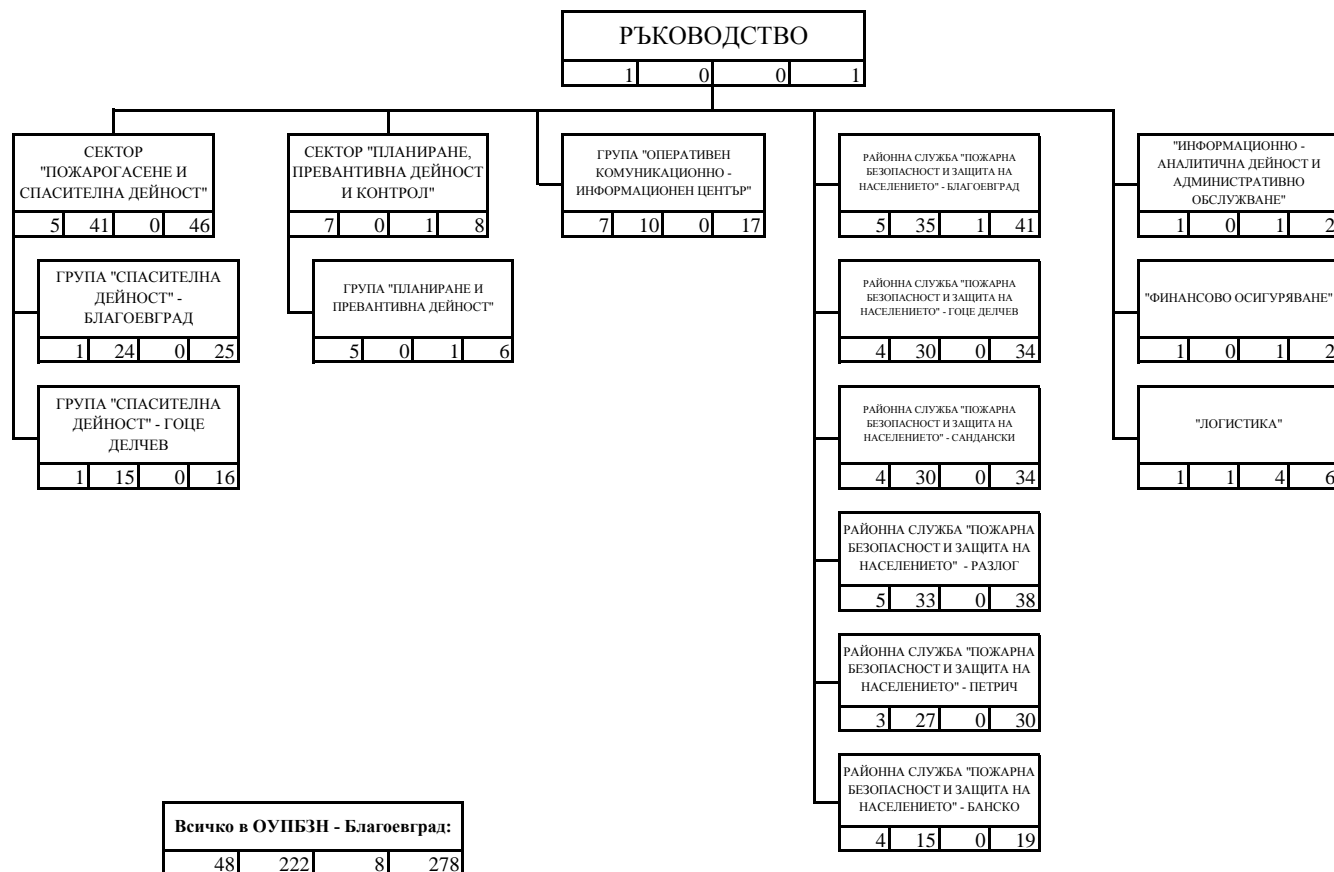 РЪКОВОДСТВО
1 0 0 1
СЕКТОР
"ПОЖАРОГАСЕНЕ И
СПАСИТЕЛНА ДЕЙНОСТ"
5 41 0 46
ГРУПА "СПАСИТЕЛНА
ДЕЙНОСТ" -
БЛАГОЕВГРАД
1 24 0 25
ГРУПА "СПАСИТЕЛНА
ДЕЙНОСТ" - ГОЦЕ
ДЕЛЧЕВ
1 15 0 16
СЕКТОР "ПЛАНИРАНЕ,
ПРЕВАНТИВНА ДЕЙНОСТ
И КОНТРОЛ"
7 0 1 8
ГРУПА "ПЛАНИРАНЕ И
ПРЕВАНТИВНА ДЕЙНОСТ"
5 0 1 6
ГРУПА "ОПЕРАТИВЕН
КОМУНИКАЦИОННО -
ИНФОРМАЦИОНЕН ЦЕНТЪР"
7 10 0 17
РАЙОННА СЛУЖБА "ПОЖАРНА
БЕЗОПАСНОСТ И ЗАЩИТА НА
НАСЕЛЕНИЕТО" - БЛАГОЕВГРАД
5 35 1 41
РАЙОННА СЛУЖБА "ПОЖАРНА
БЕЗОПАСНОСТ И ЗАЩИТА НА
НАСЕЛЕНИЕТО" - ГОЦЕ ДЕЛЧЕВ
4 30 0 34
РАЙОННА СЛУЖБА "ПОЖАРНА
БЕЗОПАСНОСТ И ЗАЩИТА НА
НАСЕЛЕНИЕТО" - САНДАНСКИ
4 30 0 34
РАЙОННА СЛУЖБА "ПОЖАРНА
БЕЗОПАСНОСТ И ЗАЩИТА НА
НАСЕЛЕНИЕТО" - РАЗЛОГ
5 33 0 38
РАЙОННА СЛУЖБА "ПОЖАРНА
БЕЗОПАСНОСТ И ЗАЩИТА НА
НАСЕЛЕНИЕТО" - ПЕТРИЧ
3 27 0 30
РАЙОННА СЛУЖБА "ПОЖАРНА
БЕЗОПАСНОСТ И ЗАЩИТА НА
НАСЕЛЕНИЕТО" - БАНСКО
4 15 0 19
"ИНФОРМАЦИОННО -
АНАЛИТИЧНА ДЕЙНОСТ И
АДМИНИСТРАТИВНО
ОБСЛУЖВАНЕ"
1 0 1 2
"ФИНАНСОВО ОСИГУРЯВАНЕ"
1 0 1 2
"ЛОГИСТИКА"
1 1 4 6
Всичко в ОУПБЗН - Благоевград:
48 222 8 278